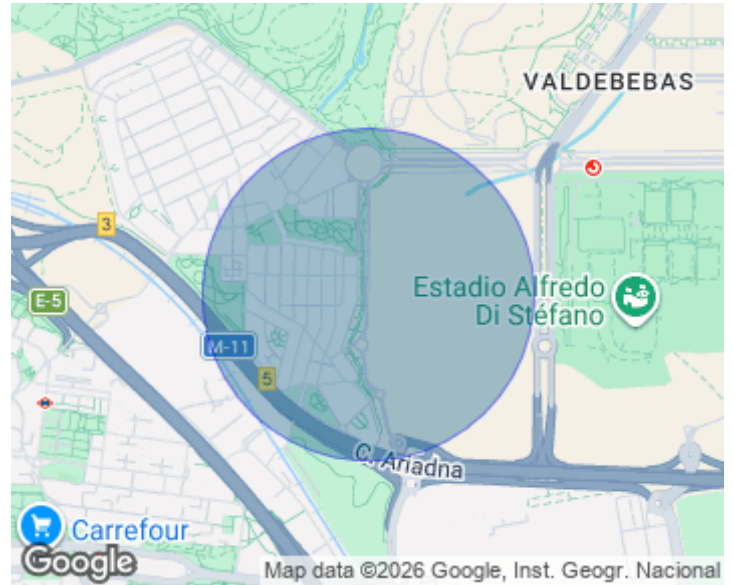 VALDEBEBAS
3
Estadio Alfredo
Di Stéfano
E-5
M-11
5
C. Ariadna
Carrefour
Google
Map data ©2026 Google, Inst. Geogr. Nacional